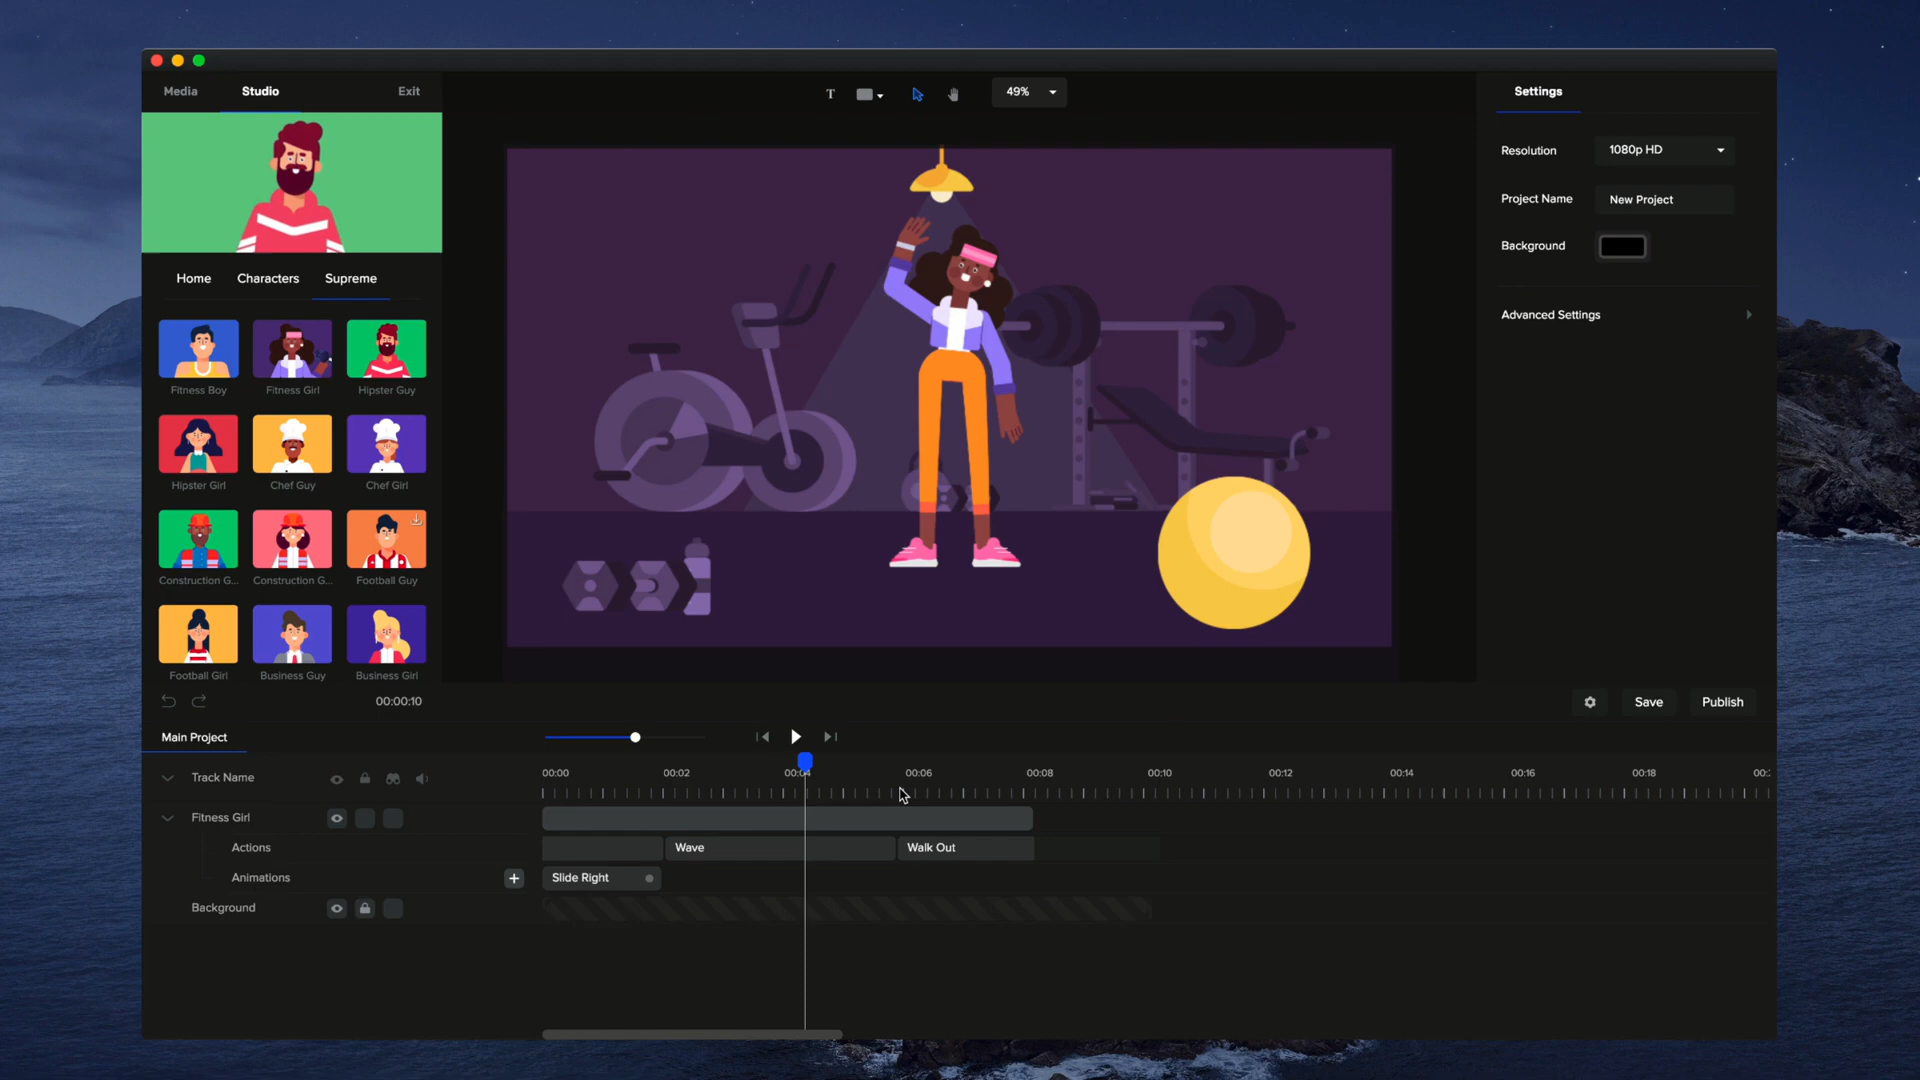 Media Studio Exit
T 49%
Settings
Resolution 1080p HD
Project Name New Project
Background
Advanced Settings
Home Characters Supreme
Fitness Boy Fitness Girl Hipster Guy
Hipster Girl Chef Guy Chef Girl
Construction G... Construction G... Football Guy
Football Girl Business Guy Business Girl
00:00:10
Save Publish
Main Project
Track Name
00:00 00:02 00:04 00:06 00:08 00:10 00:12 00:14 00:16 00:18 00:
Fitness Girl
Actions Wave Walk Out
Animations + Slide Right
Background